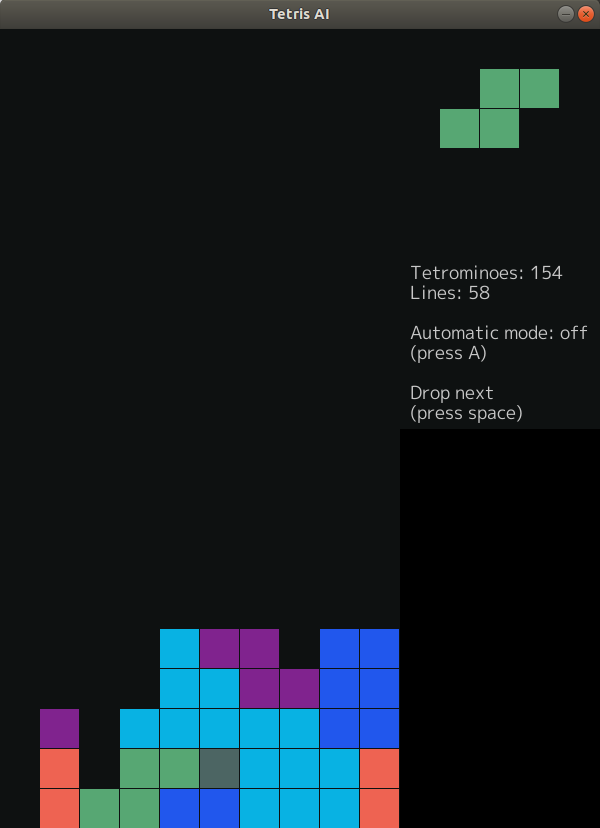 Tetris AI
Tetrominoes: 154
Lines: 58
Automatic mode: off
(press A)
Drop next
(press space)